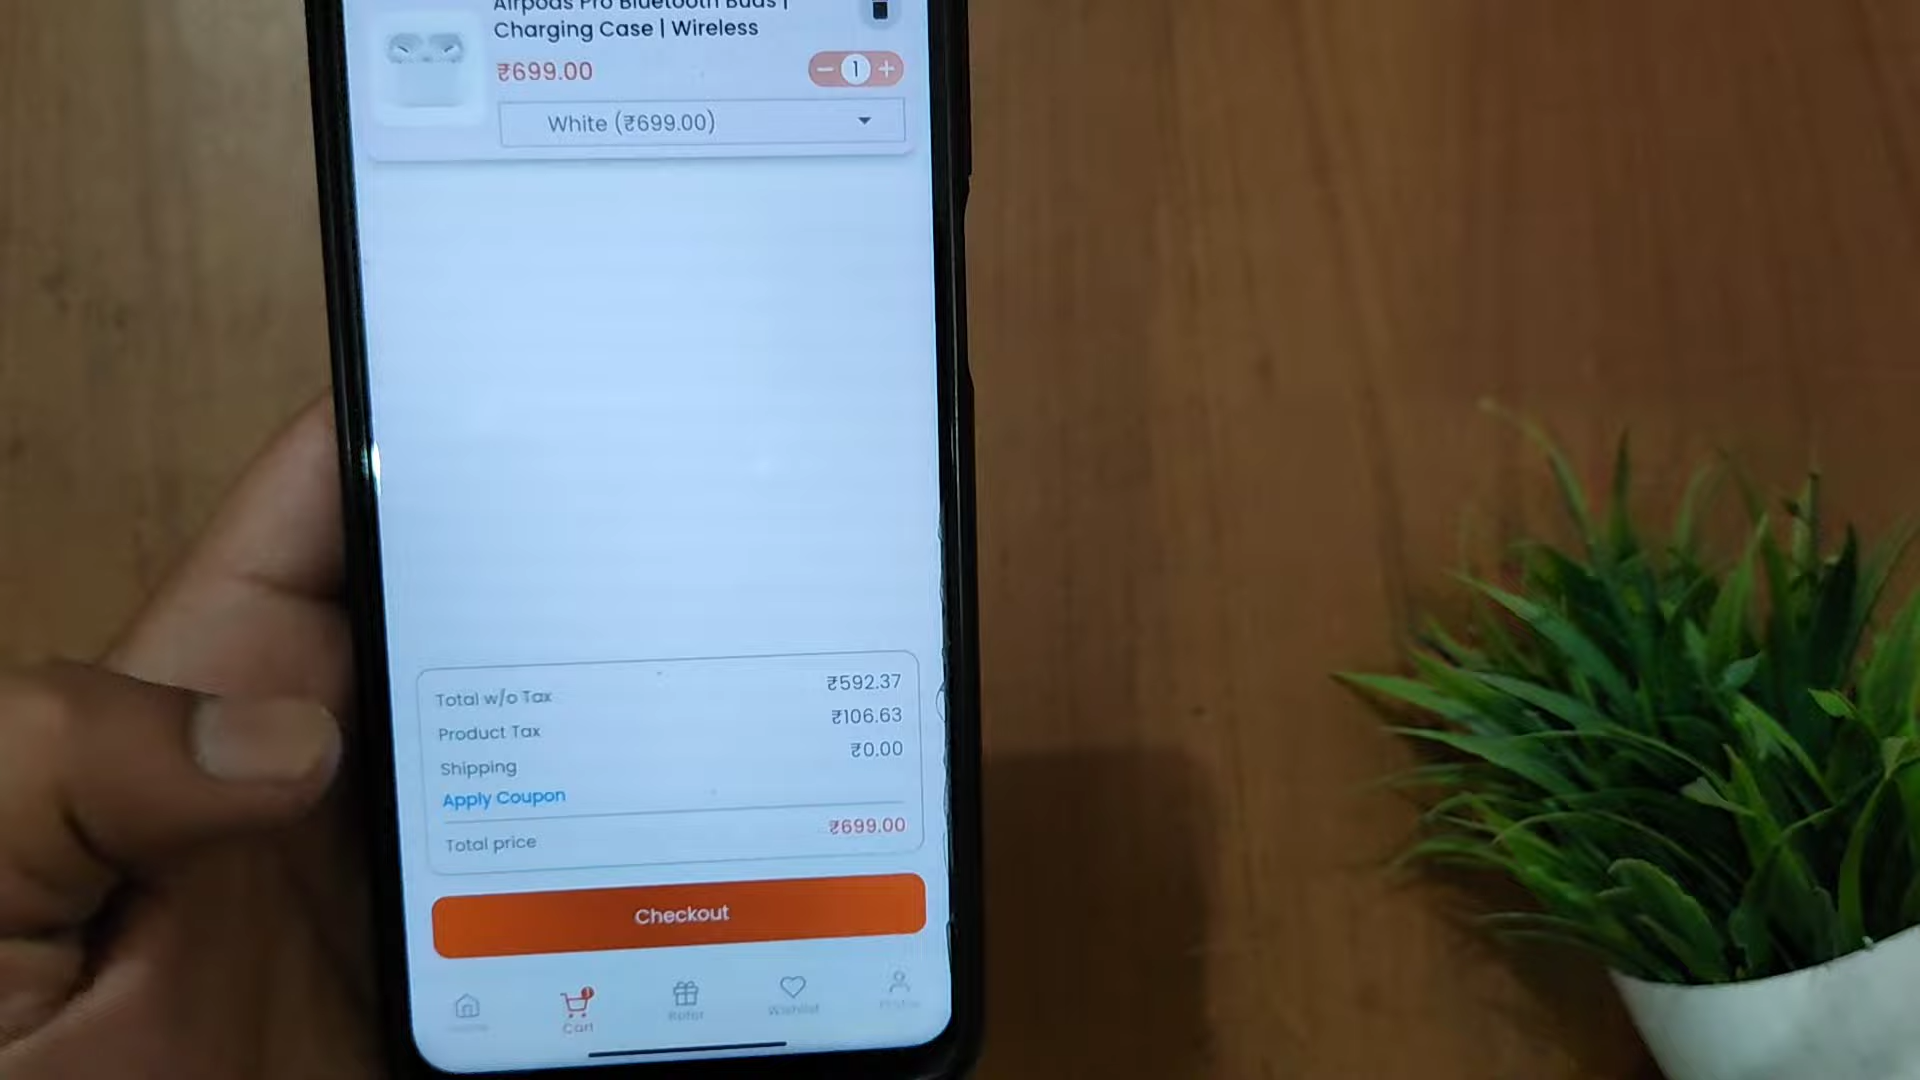 Airpods Pro Bluetooth Buds |
Charging Case | Wireless
₹699.00
1
White (₹699.00)
Total w/o Tax ₹592.37
Product Tax ₹106.63
Shipping ₹0.00
Apply Coupon
Total price ₹699.00
Checkout
Cart
Refer
Wishlist
Profile